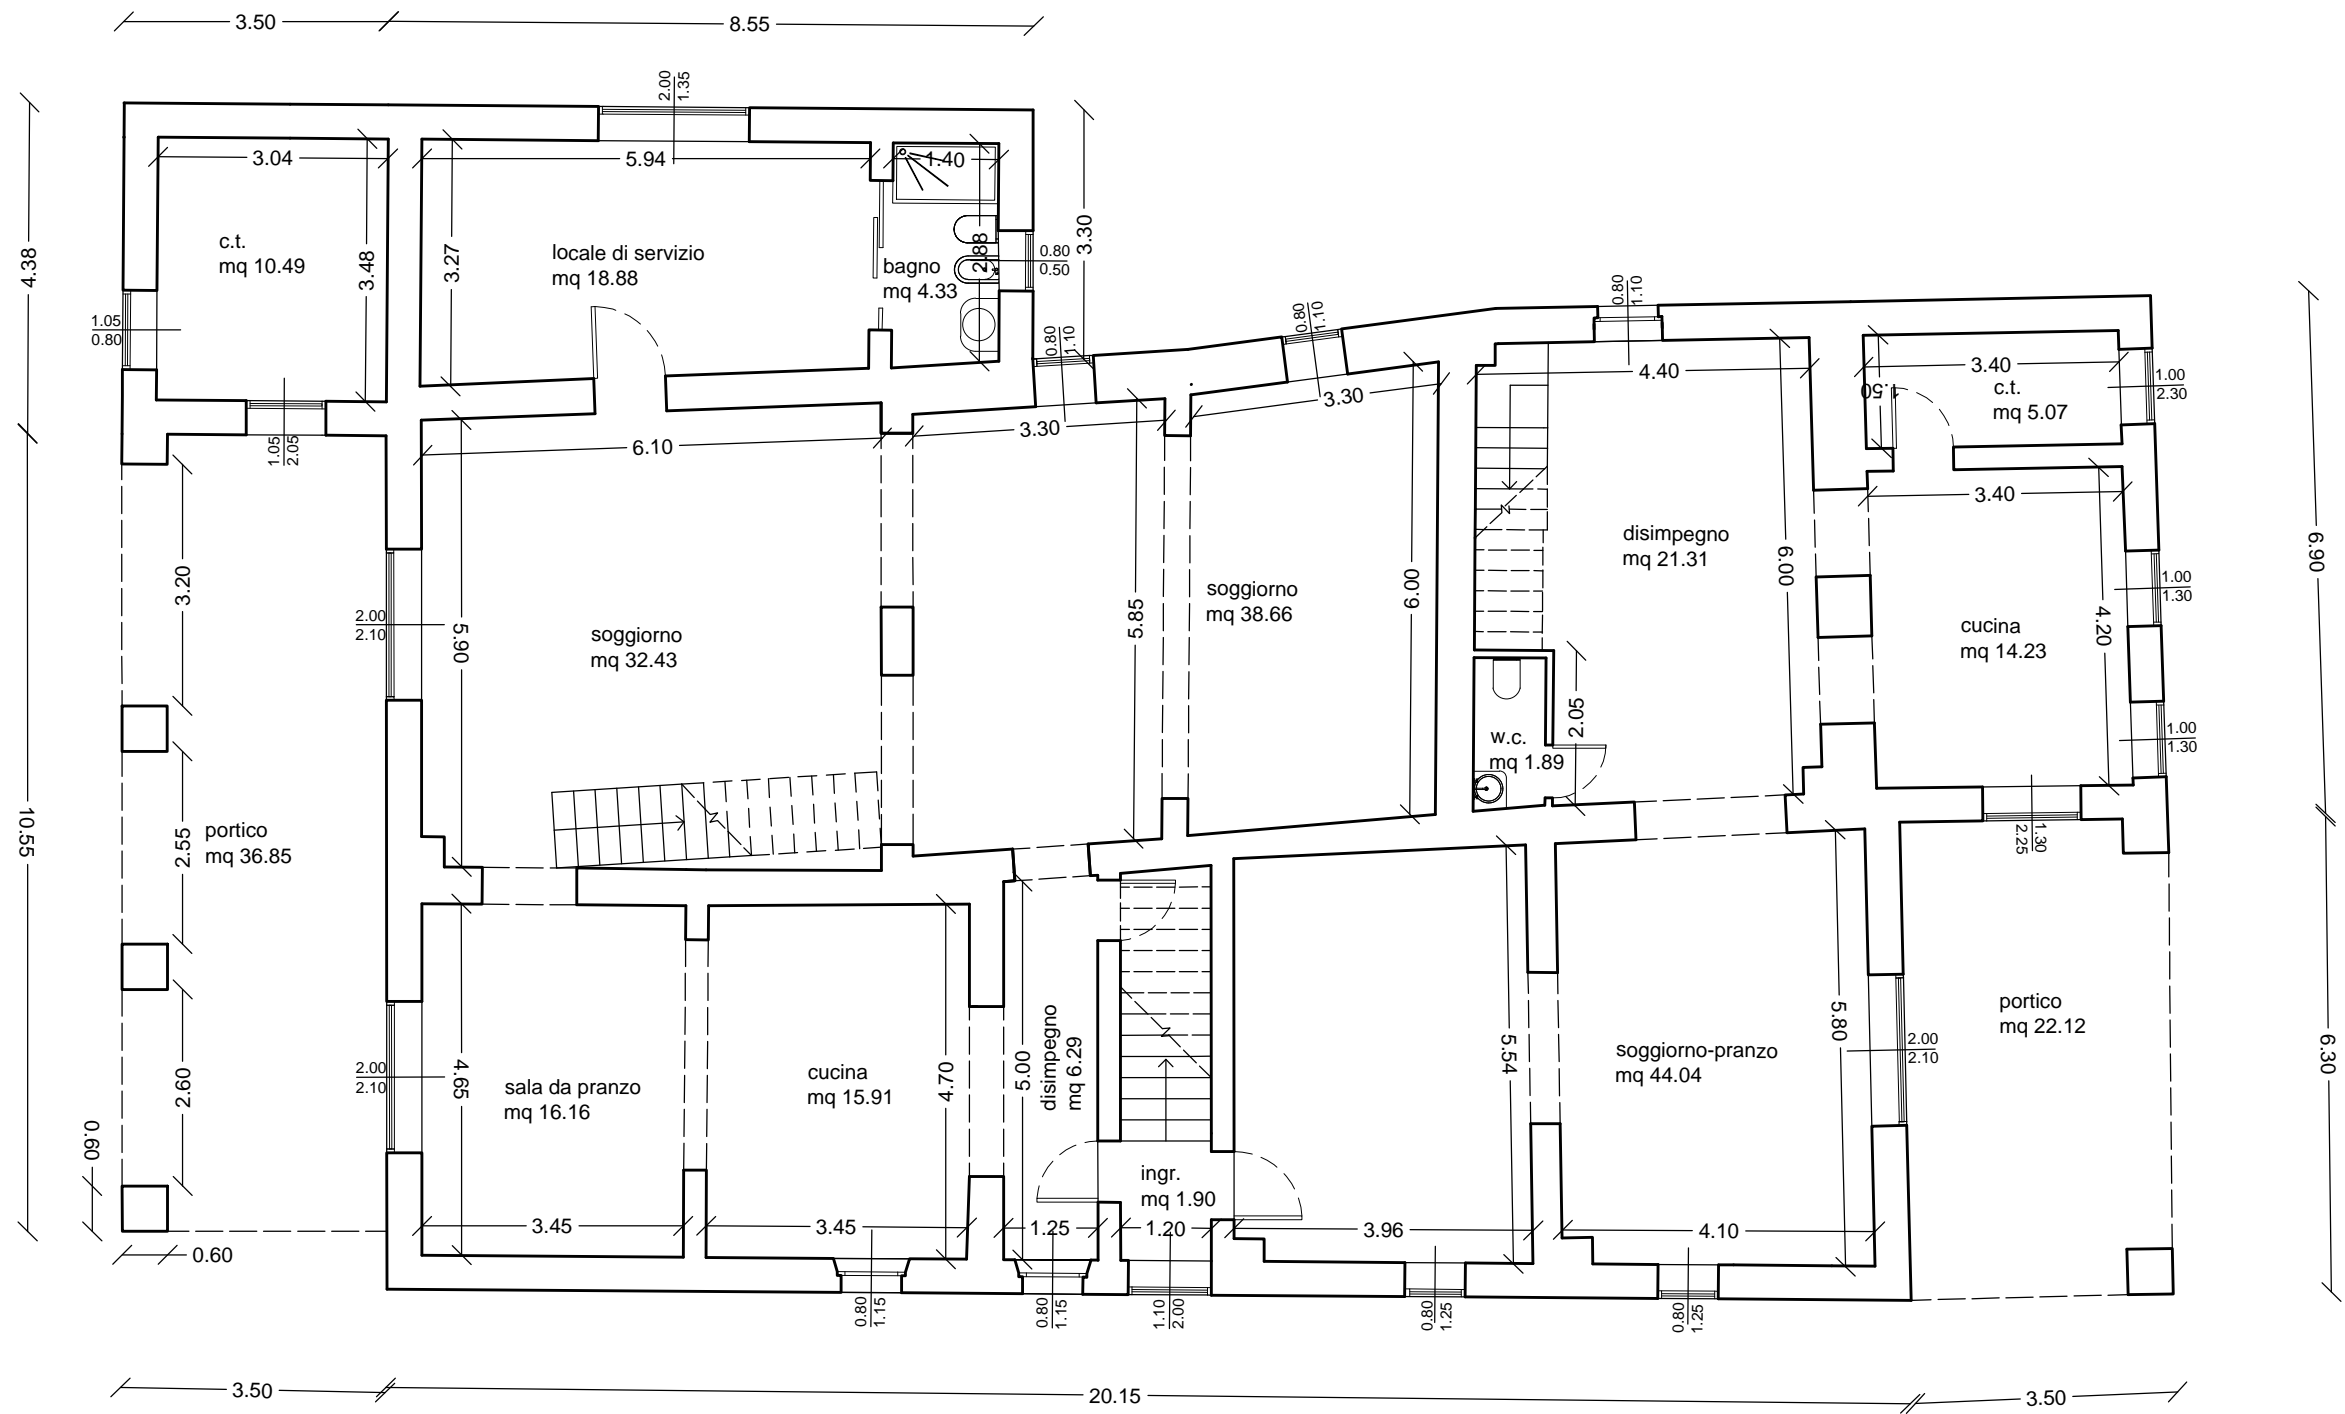 3.50
8.55
2.00
1.35
3.04
5.94
1.40
c.t.
mq 10.49
3.48
3.27
locale di servizio
mq 18.88
bagno
mq 4.33
2.88
0.80
0.50
3.30
4.38
1.05
0.80
1.05
2.05
0.80
1.10
0.80
1.10
0.80
1.10
6.10
3.30
3.30
4.40
3.40
1.50
c.t.
mq 5.07
1.00
2.30
3.40
6.90
3.20
2.00
2.10
5.90
soggiorno
mq 32.43
5.85
soggiorno
mq 38.66
6.00
disimpegno
mq 21.31
6.00
cucina
mq 14.23
4.20
1.00
1.30
1.00
1.30
2.05
w.c.
mq 1.89
1.30
2.25
10.55
portico
mq 36.85
2.55
2.60
0.60
0.60
2.00
2.10
4.65
sala da pranzo
mq 16.16
cucina
mq 15.91
4.70
5.00
disimpegno
mq 6.29
ingr.
mq 1.90
5.54
soggiorno-pranzo
mq 44.04
5.80
2.00
2.10
portico
mq 22.12
6.30
3.45
3.45
1.25
1.20
3.96
4.10
0.80
1.15
0.80
1.15
1.10
2.00
0.80
1.25
0.80
1.25
3.50
20.15
3.50